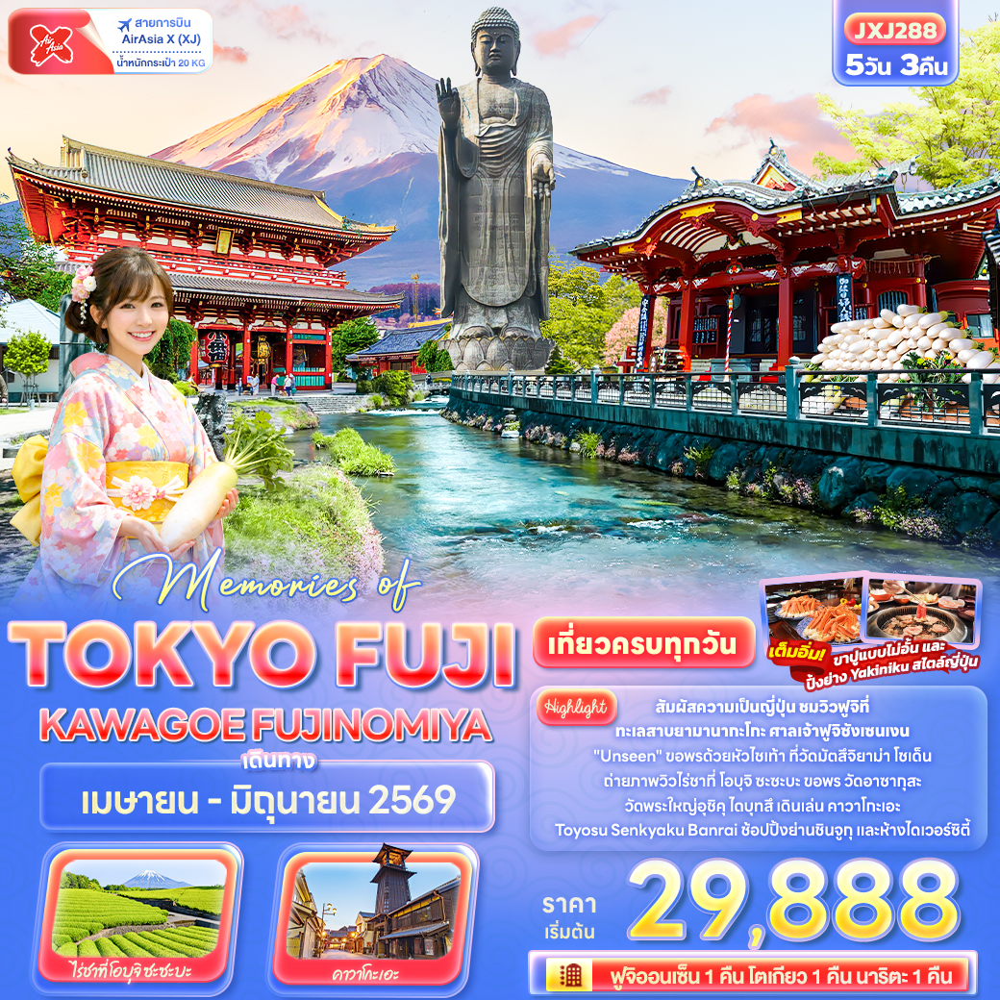 Air Asia
สายการบิน
AirAsia X (XJ)
น้ำหนักกระเป๋า 20 KG
JXJ288
5วัน 3คืน
Memories of
TOKYO FUJI
KAWAGOE FUJINOMIYA
เดินทาง
เมษายน - มิถุนายน 2569
เที่ยวครบทุกวัน
เต็มอิ่ม! ขาปูแบบไม่อั้น และ
ปิ้งย่าง Yakiniku สไตล์ญี่ปุ่น
Highlight
สัมผัสความเป็นญี่ปุ่น ชมวิวฟูจิที่
ทะเลสาบยามานากะโกะ ศาลเจ้าฟูจิซังเซนเงน
"Unseen" ขอพรด้วยหัวไชเท้า ที่วัดมัตสึจิยาม่า โชเด็น
ถ่ายภาพวิวไร่ชาที่ โอบุจิ ซะซะบะ ขอพร วัดอาซากุสะ
วัดพระใหญ่อุชิคุ ไดบุทสึ เดินเล่น คาวาโกะเอะ
Toyosu Senkyaku Banrai ช้อปปิ้งย่านชินจูกุ และห้างไดเวอร์ซิตี้
ไร่ชาที่โอบุจิ ซะซะบะ
คาวาโกะเอะ
ราคา
เริ่มต้น
29,888
ฟูจิออนเซ็น 1 คืน โตเกียว 1 คืน นาริตะ 1 คืน